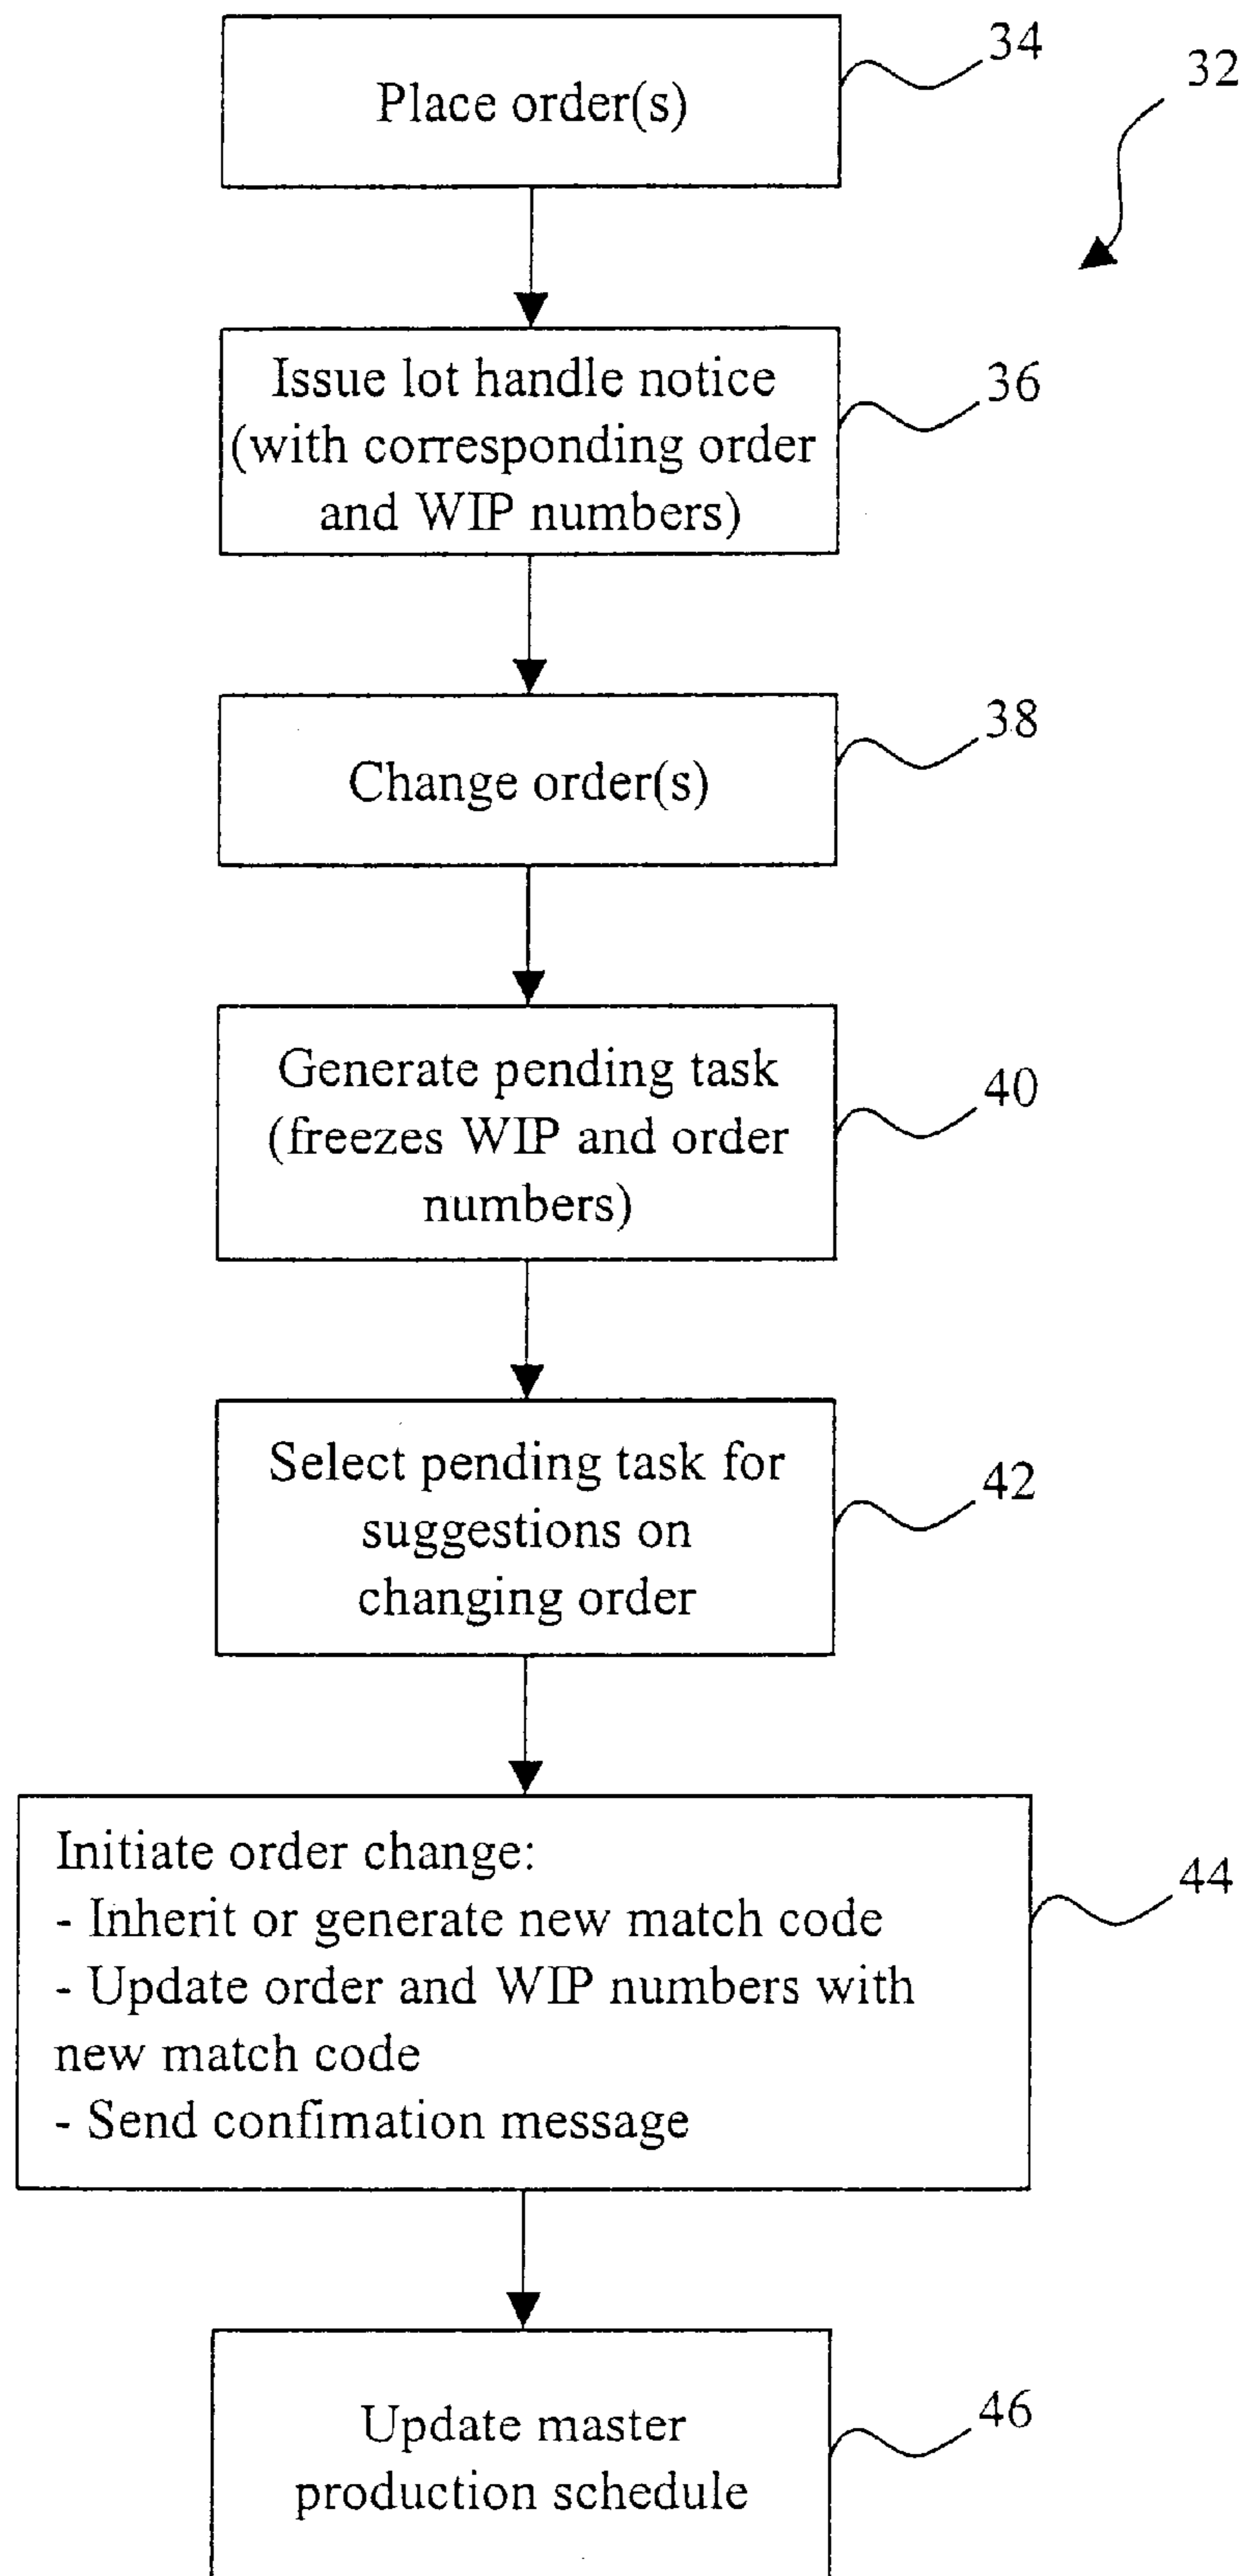 Place order(s)
34
32
Issue lot handle notice
(with corresponding order
and WIP numbers)
36
Change order(s)
38
Generate pending task
(freezes WIP and order
numbers)
40
Select pending task for
suggestions on
changing order
42
Initiate order change:
- Inherit or generate new match code
- Update order and WIP numbers with
new match code
- Send confimation message
44
Update master
production schedule
46